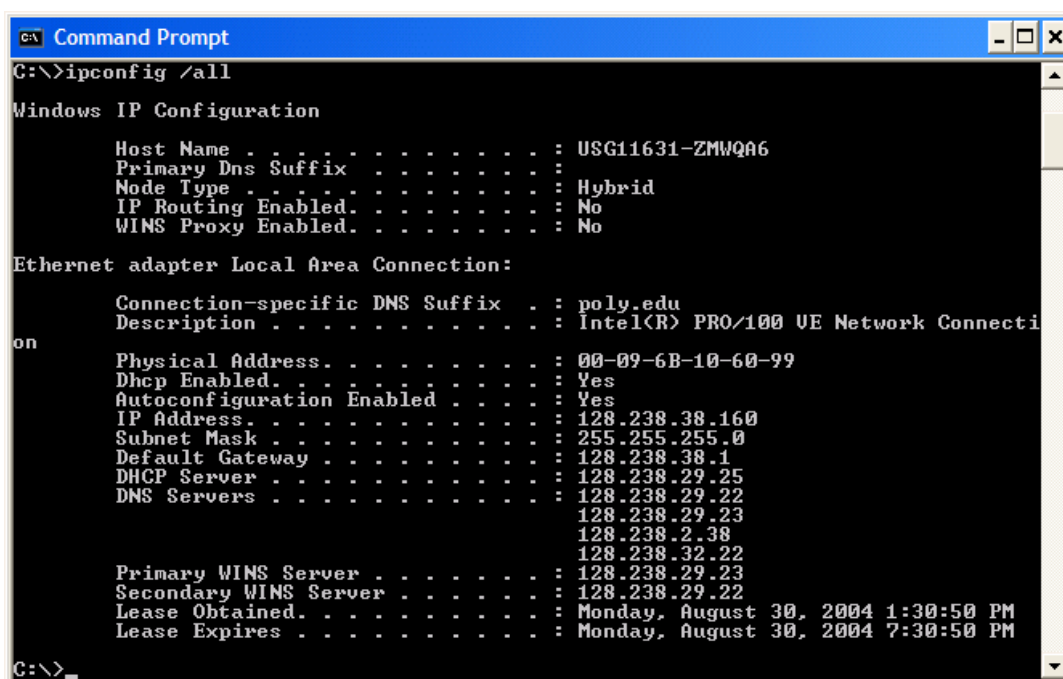 Command Prompt
C:\>ipconfig /all
Windows IP Configuration
Host Name . . . . . . . . . . . . : USG11631-ZMWQA6
Primary Dns Suffix  . . . . . . . :
Node Type . . . . . . . . . . . . : Hybrid
IP Routing Enabled. . . . . . . . : No
WINS Proxy Enabled. . . . . . . . : No
Ethernet adapter Local Area Connection:
Connection-specific DNS Suffix  . : poly.edu
Description . . . . . . . . . . . : Intel(R) PRO/100 VE Network Connecti
on
Physical Address. . . . . . . . . : 00-09-6B-10-60-99
Dhcp Enabled. . . . . . . . . . . : Yes
Autoconfiguration Enabled . . . . : Yes
IP Address. . . . . . . . . . . . : 128.238.38.160
Subnet Mask . . . . . . . . . . . : 255.255.255.0
Default Gateway . . . . . . . . . : 128.238.38.1
DHCP Server . . . . . . . . . . . : 128.238.29.25
DNS Servers . . . . . . . . . . . : 128.238.29.22
128.238.29.23
128.238.2.38
128.238.32.22
Primary WINS Server . . . . . . . : 128.238.29.23
Secondary WINS Server . . . . . . : 128.238.29.22
Lease Obtained. . . . . . . . . . : Monday, August 30, 2004 1:30:50 PM
Lease Expires . . . . . . . . . . : Monday, August 30, 2004 7:30:50 PM
C:\>_